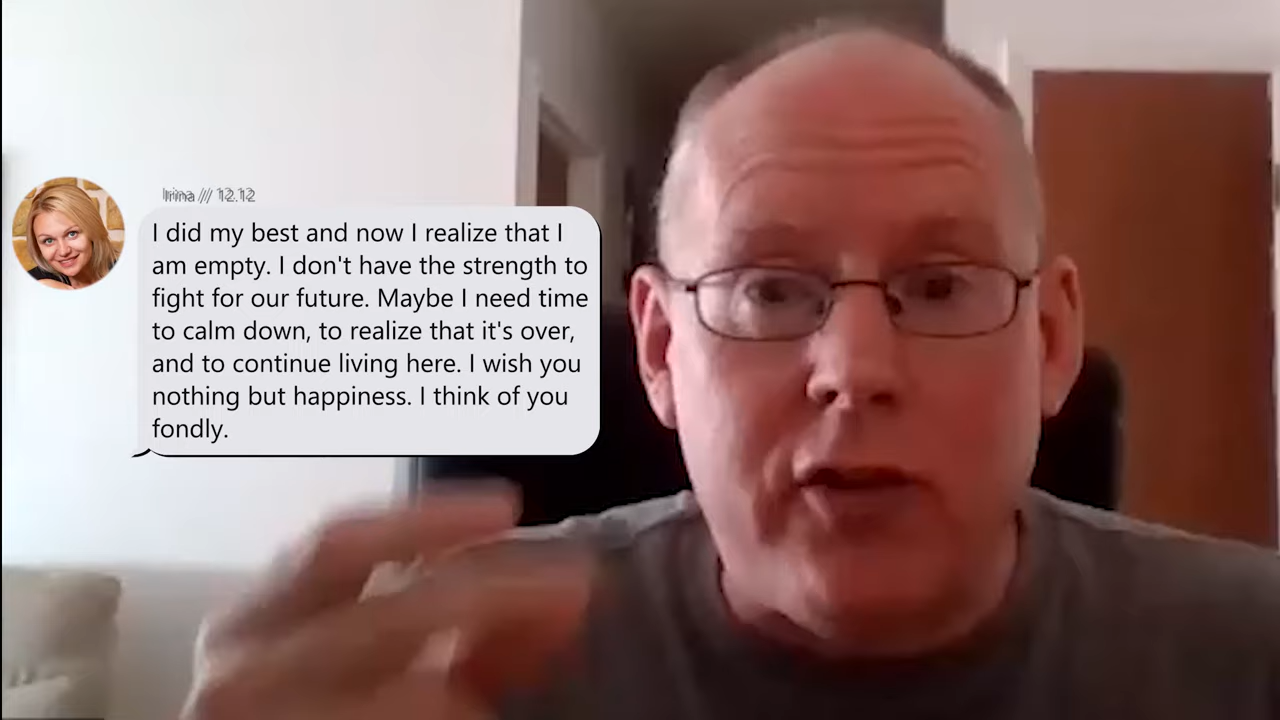 Irina /// 12.12
I did my best and now I realize that I
am empty. I don't have the strength to
fight for our future. Maybe I need time
to calm down, to realize that it's over,
and to continue living here. I wish you
nothing but happiness. I think of you
fondly.